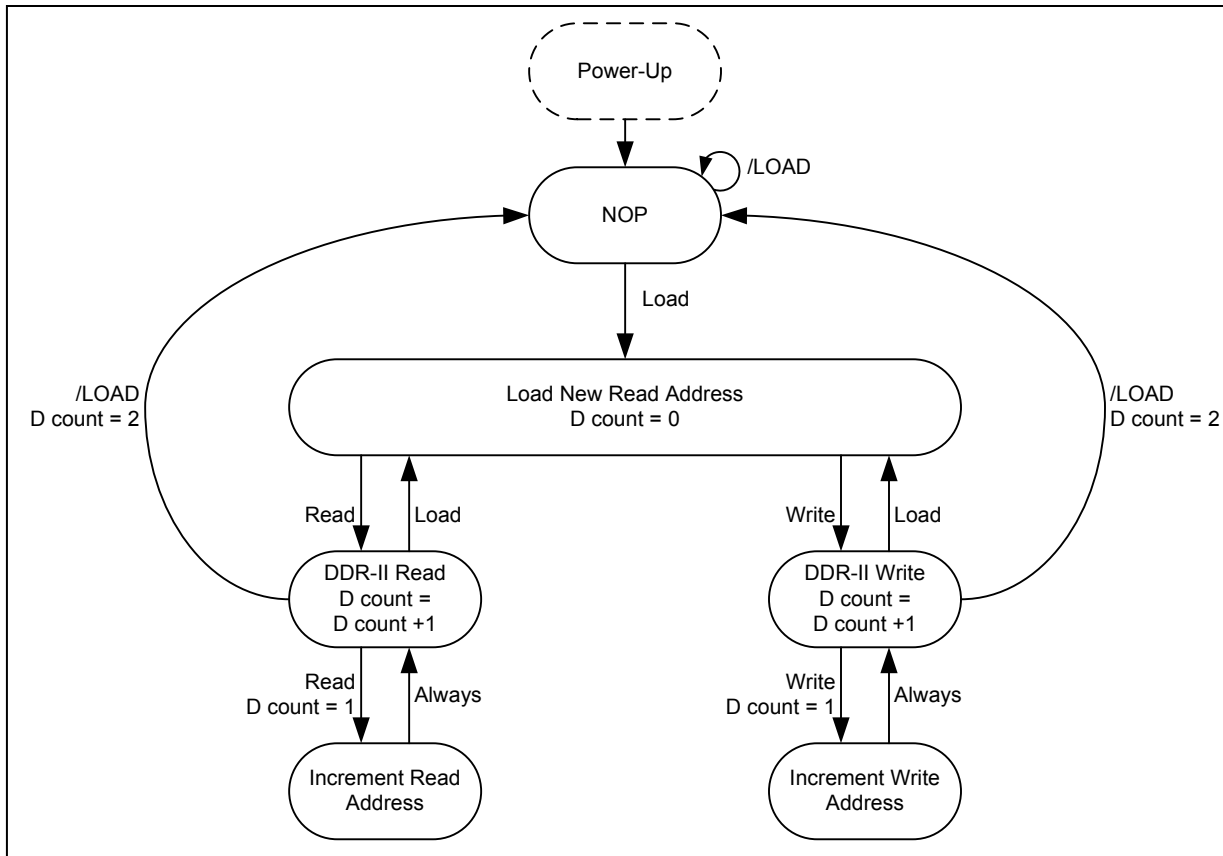 Power-Up
/LOAD
NOP
Load
/LOAD
D count = 2
Load New Read Address
D count = 0
/LOAD
D count = 2
Read
Load
Write
Load
DDR-II Read
D count =
D count +1
DDR-II Write
D count =
D count +1
Read
D count = 1
Always
Write
D count = 1
Always
Increment Read
Address
Increment Write
Address